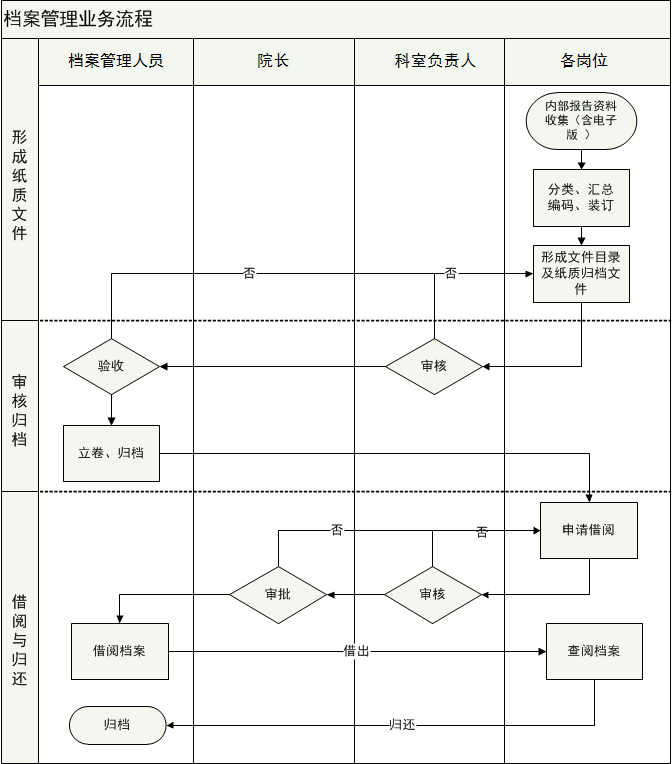 档案管理业务流程
档案管理人员
院长
科室负责人
各岗位
形成纸质文件
内部报告资料
收集（含电子
版 ）
分类、汇总
编码、装订
形成文件目录
及纸质归档文
件
否
否
审核归档
验收
审核
立卷、归档
借阅与归还
申请借阅
否
否
审批
审核
借阅档案
借出
查阅档案
归档
归还